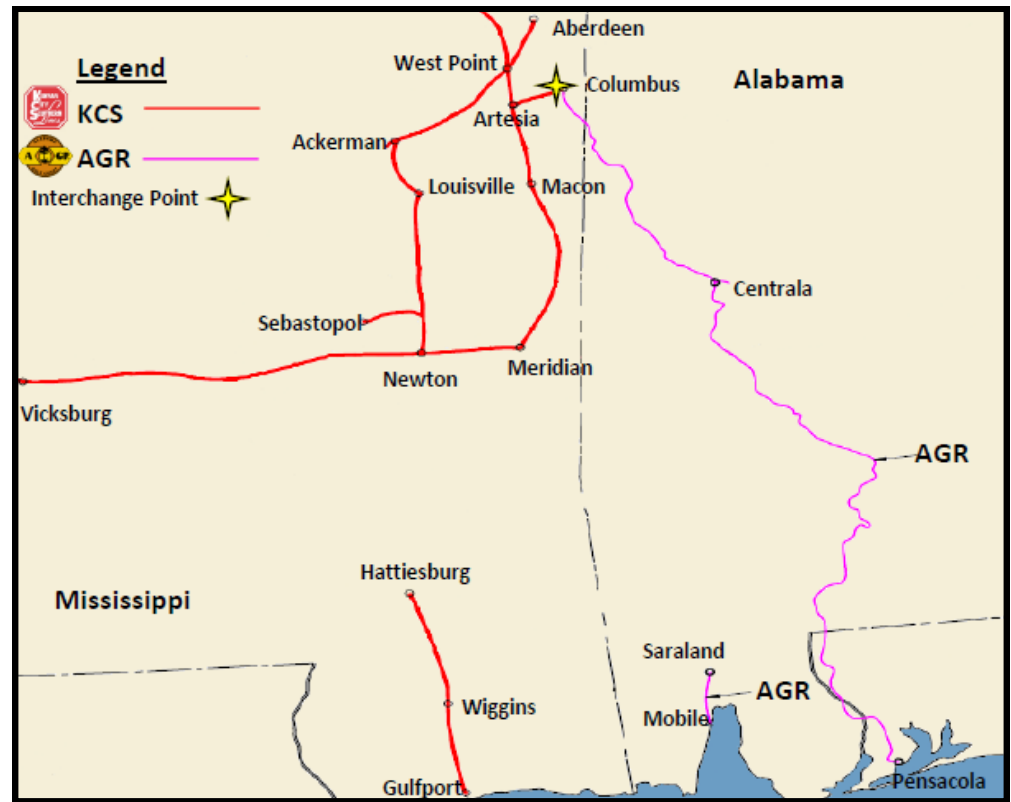 Aberdeen
West Point
Legend
Columbus
Alabama
KCS
Artesia
Ackerman
AGR
Louisville
Macon
Interchange Point
Centrala
Sebastopol
Newton
Meridian
Vicksburg
AGR
Hattiesburg
Mississippi
Saraland
AGR
Wiggins
Mobile
Gulfport
Pensacola